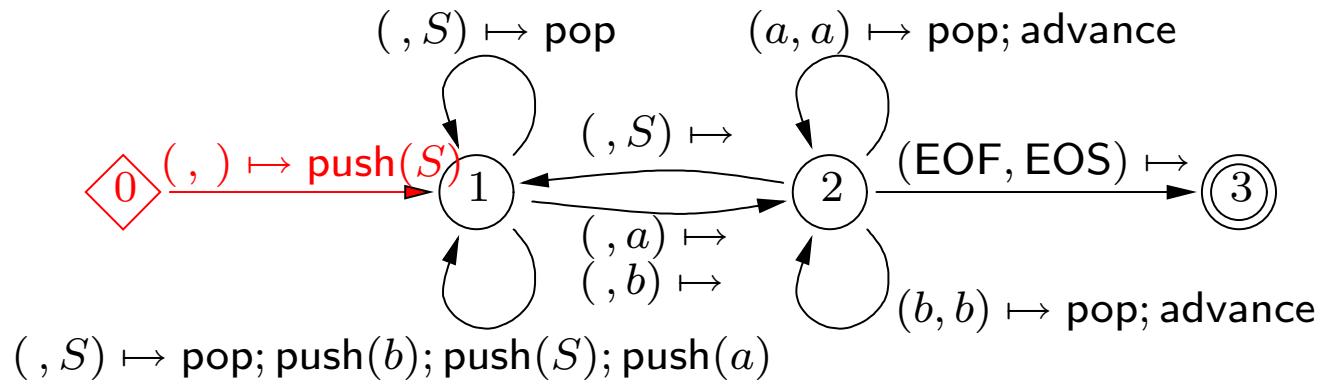 ( , S) ↦ pop
(a, a) ↦ pop; advance
( , S) ↦
( , ) ↦ push(S)
(EOF, EOS) ↦
0
1
2
3
( , a) ↦
( , b) ↦
(b, b) ↦ pop; advance
( , S) ↦ pop; push(b); push(S); push(a)